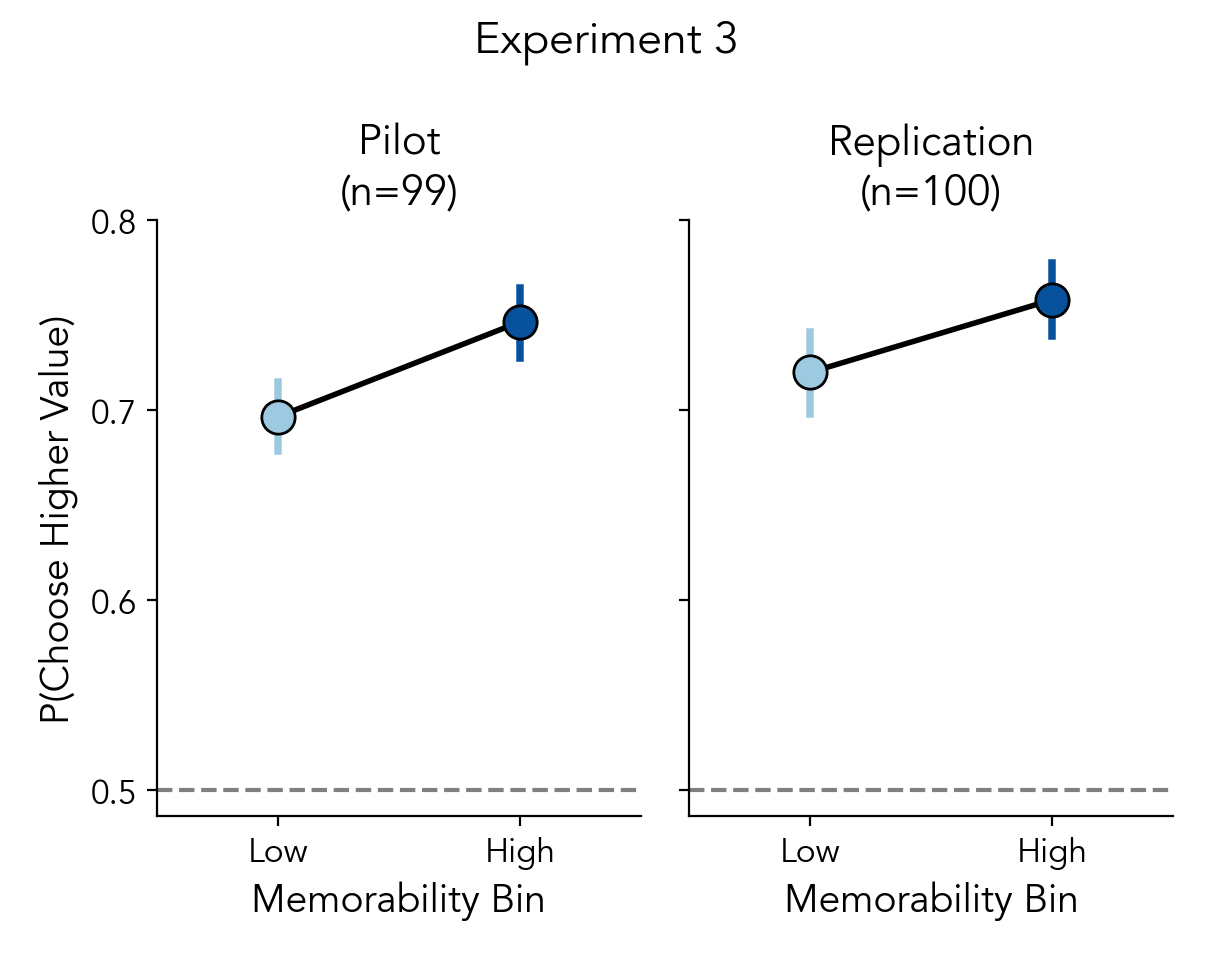 Experiment 3
Pilot
(n=99)
Replication
(n=100)
P(Choose Higher Value)
0.8
0.7
0.6
0.5
Low
High
Low
High
Memorability Bin
Memorability Bin